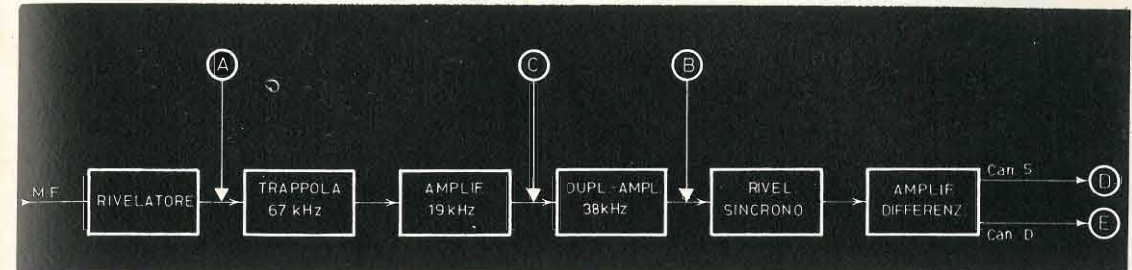 A
C
B
M.F.
RIVELATORE
TRAPPOLA
67 kHz
AMPLIF
19 kHz
DUPL.-AMPL.
38kHz
RIVEL.
SINCRONO
AMPLIF
DIFFERENZ.
Can. S
D
Can. D
E